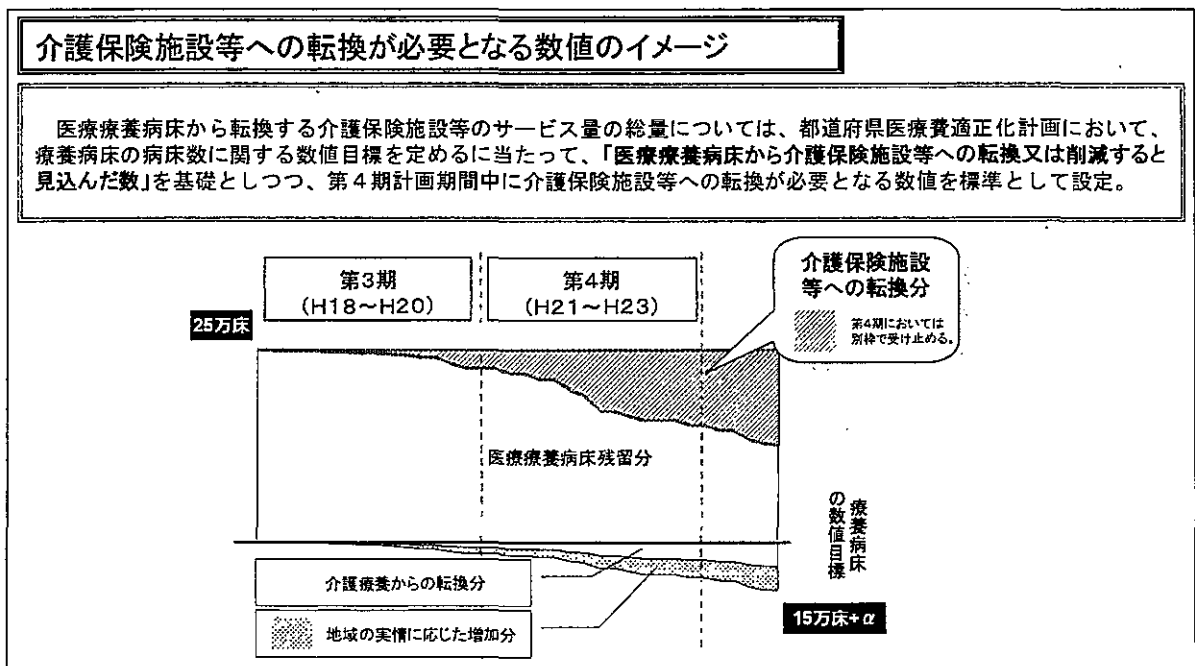 介護保険施設等への転換が必要となる数値のイメージ
医療療養病床から転換する介護保険施設等のサービス量の総量については、都道府県医療費適正化計画において、
療養病床の病床数に関する数値目標を定めるに当たって、「医療療養病床から介護保険施設等への転換又は削減すると
見込んだ数」を基礎としつつ、第4期計画期間中に介護保険施設等への転換が必要となる数値を標準として設定。
第3期
(H18~H20)
第4期
(H21~H23)
介護保険施設
等への転換分
第4期においては
別枠で受け止める。
25万床
医療療養病床残留分
療養病床
の数値目標
介護療養からの転換分
地域の実情に応じた増加分
15万床+α